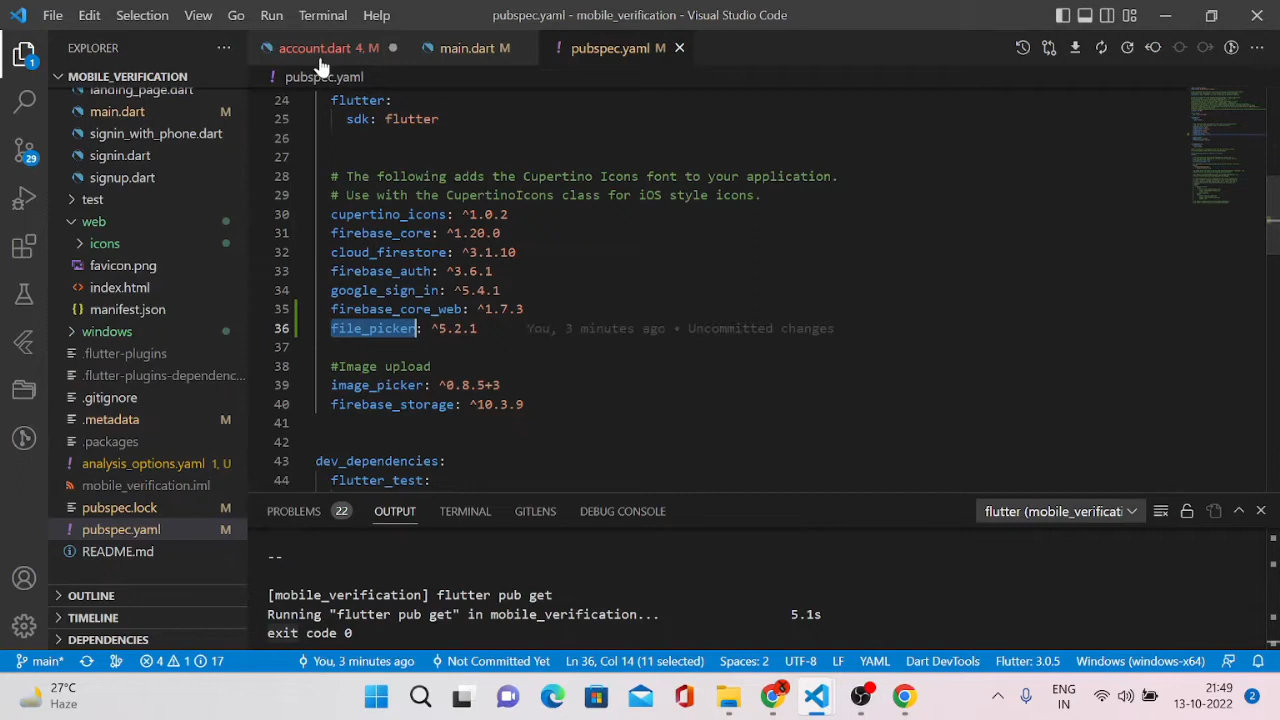 File Edit Selection View Go Run Terminal Help
pubspec.yaml - mobile_verification - Visual Studio Code
EXPLORER
account.dart 4, M
main.dart M
! pubspec.yaml M
MOBILE_VERIFICATION
! pubspec.yaml
landing_page.dart
main.dart M
signin_with_phone.dart
signin.dart
signup.dart
test
web
icons
favicon.png
index.html
manifest.json
windows
.flutter-plugins
.flutter-plugins-dependenc...
.gitignore
.metadata M
.packages
analysis_options.yaml 1, U
mobile_verification.iml
pubspec.lock M
! pubspec.yaml M
README.md
OUTLINE
TIMELINE
DEPENDENCIES
1
29
24 flutter:
25 sdk: flutter
26
27
28 # The following adds the Cupertino Icons font to your application.
29 # Use with the CupertinoIcons class for iOS style icons.
30 cupertino_icons: ^1.0.2
31 firebase_core: ^1.20.0
32 cloud_firestore: ^3.1.10
33 firebase_auth: ^3.6.1
34 google_sign_in: ^5.4.1
35 firebase_core_web: ^1.7.3
36 file_picker: ^5.2.1 You, 3 minutes ago • Uncommitted changes
37
38 #Image upload
39 image_picker: ^0.8.5+3
40 firebase_storage: ^10.3.9
41
42
43 dev_dependencies:
44 flutter_test:
PROBLEMS 22 OUTPUT TERMINAL GITLENS DEBUG CONSOLE
flutter (mobile_verificati
--
[mobile_verification] flutter pub get
Running "flutter pub get" in mobile_verification... 5.1s
exit code 0
main* 4 1 17 You, 3 minutes ago Not Committed Yet Ln 36, Col 14 (11 selected) Spaces: 2 UTF-8 LF YAML Dart DevTools Flutter: 3.0.5 Windows (windows-x64)
27°C
Haze
ENG
IN
21:49
13-10-2022